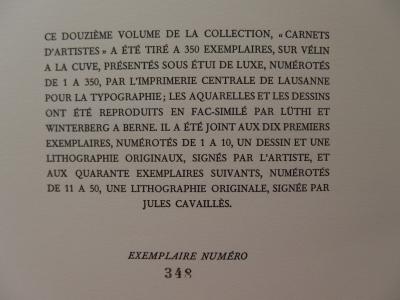 CE DOUZIÈME VOLUME DE LA COLLECTION, « CARNETS
D'ARTISTES » A ÉTÉ TIRÉ A 350 EXEMPLAIRES, SUR VÉLIN
A LA CUVE, PRÉSENTÉS SOUS ÉTUI DE LUXE, NUMÉROTÉS
DE 1 A 350, PAR L'IMPRIMERIE CENTRALE DE LAUSANNE
POUR LA TYPOGRAPHIE ; LES AQUARELLES ET LES DESSINS
ONT ÉTÉ REPRODUITS EN FAC-SIMILÉ PAR LÜTHI ET
WINTERBERG A BERNE. IL A ÉTÉ JOINT AUX DIX PREMIERS
EXEMPLAIRES, NUMÉROTÉS DE 1 A 10, UN DESSIN ET UNE
LITHOGRAPHIE ORIGINAUX, SIGNÉS PAR L'ARTISTE, ET
AUX QUARANTE EXEMPLAIRES SUIVANTS, NUMÉROTÉS
DE 11 A 50, UNE LITHOGRAPHIE ORIGINALE, SIGNÉE PAR
JULES CAVAILLÈS.
EXEMPLAIRE NUMÉRO
348